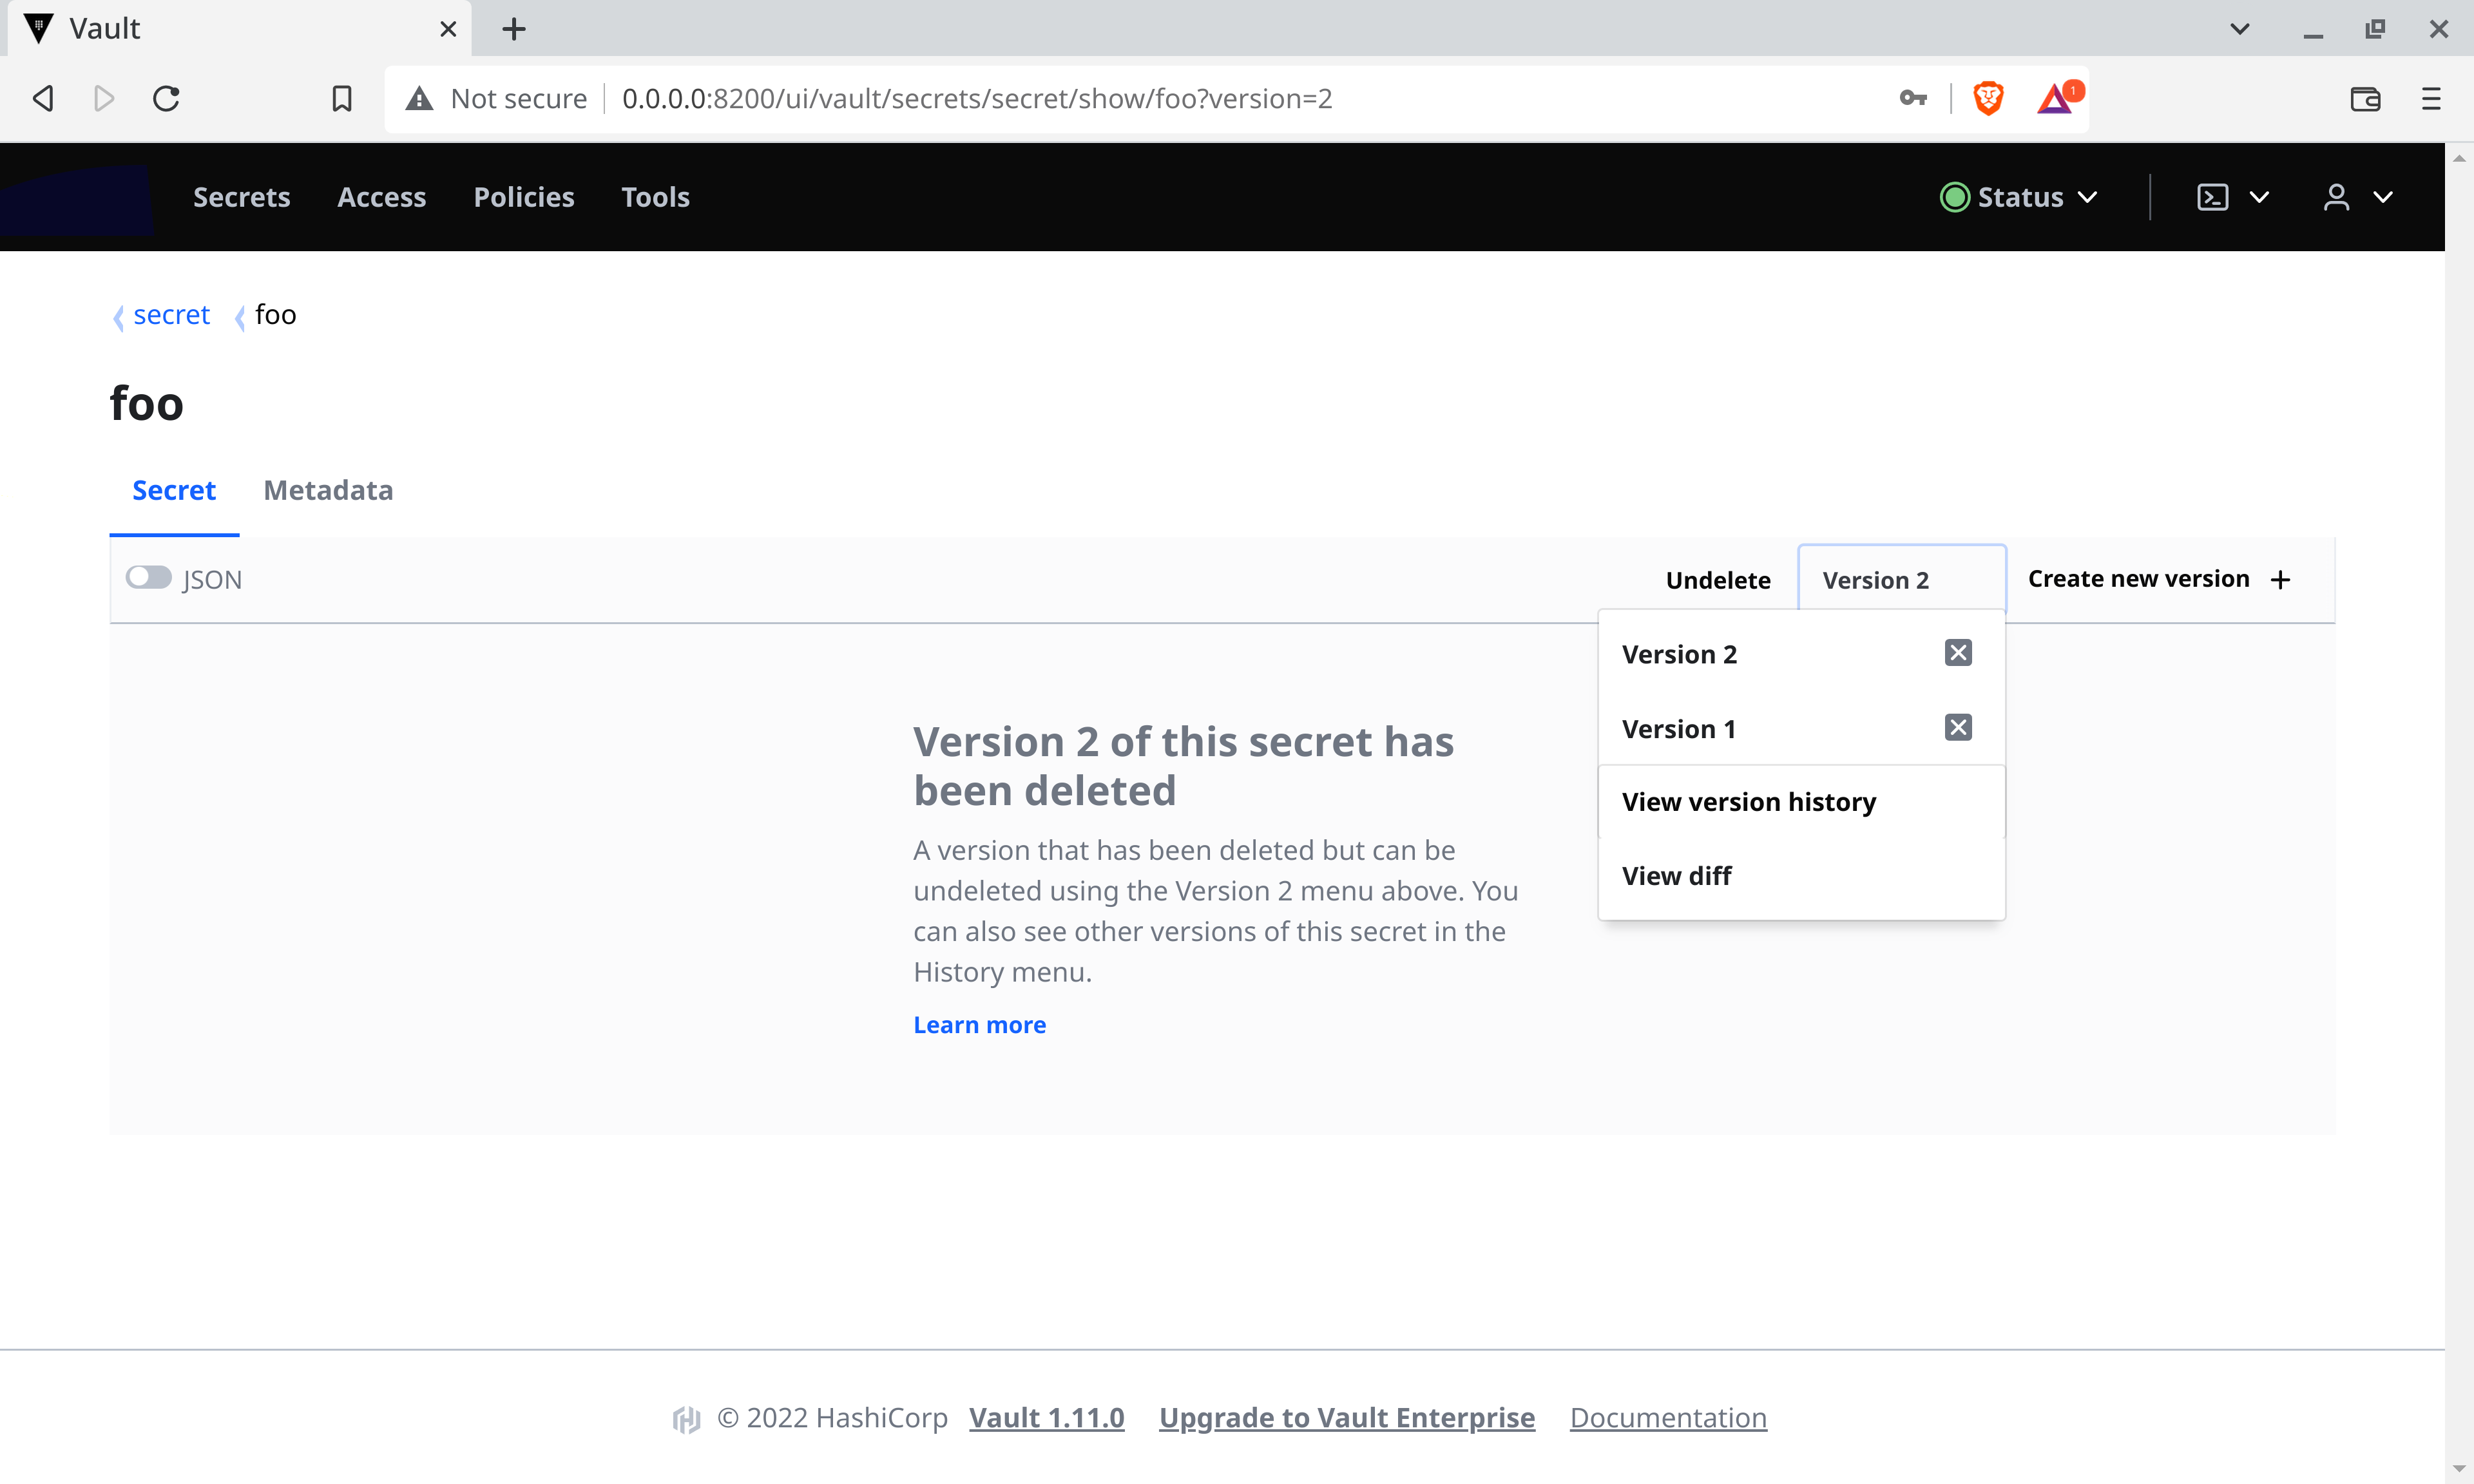 Vault
Not secure 0.0.0.0:8200/ui/vault/secrets/secret/show/foo?version=2 1
Secrets Access Policies Tools Status
secret foo
foo
Secret Metadata
JSON Undelete Version 2 Create new version +
Version 2
Version 1
View version history
View diff
Version 2 of this secret has
been deleted
A version that has been deleted but can be
undeleted using the Version 2 menu above. You
can also see other versions of this secret in the
History menu.
Learn more
© 2022 HashiCorp Vault 1.11.0 Upgrade to Vault Enterprise Documentation